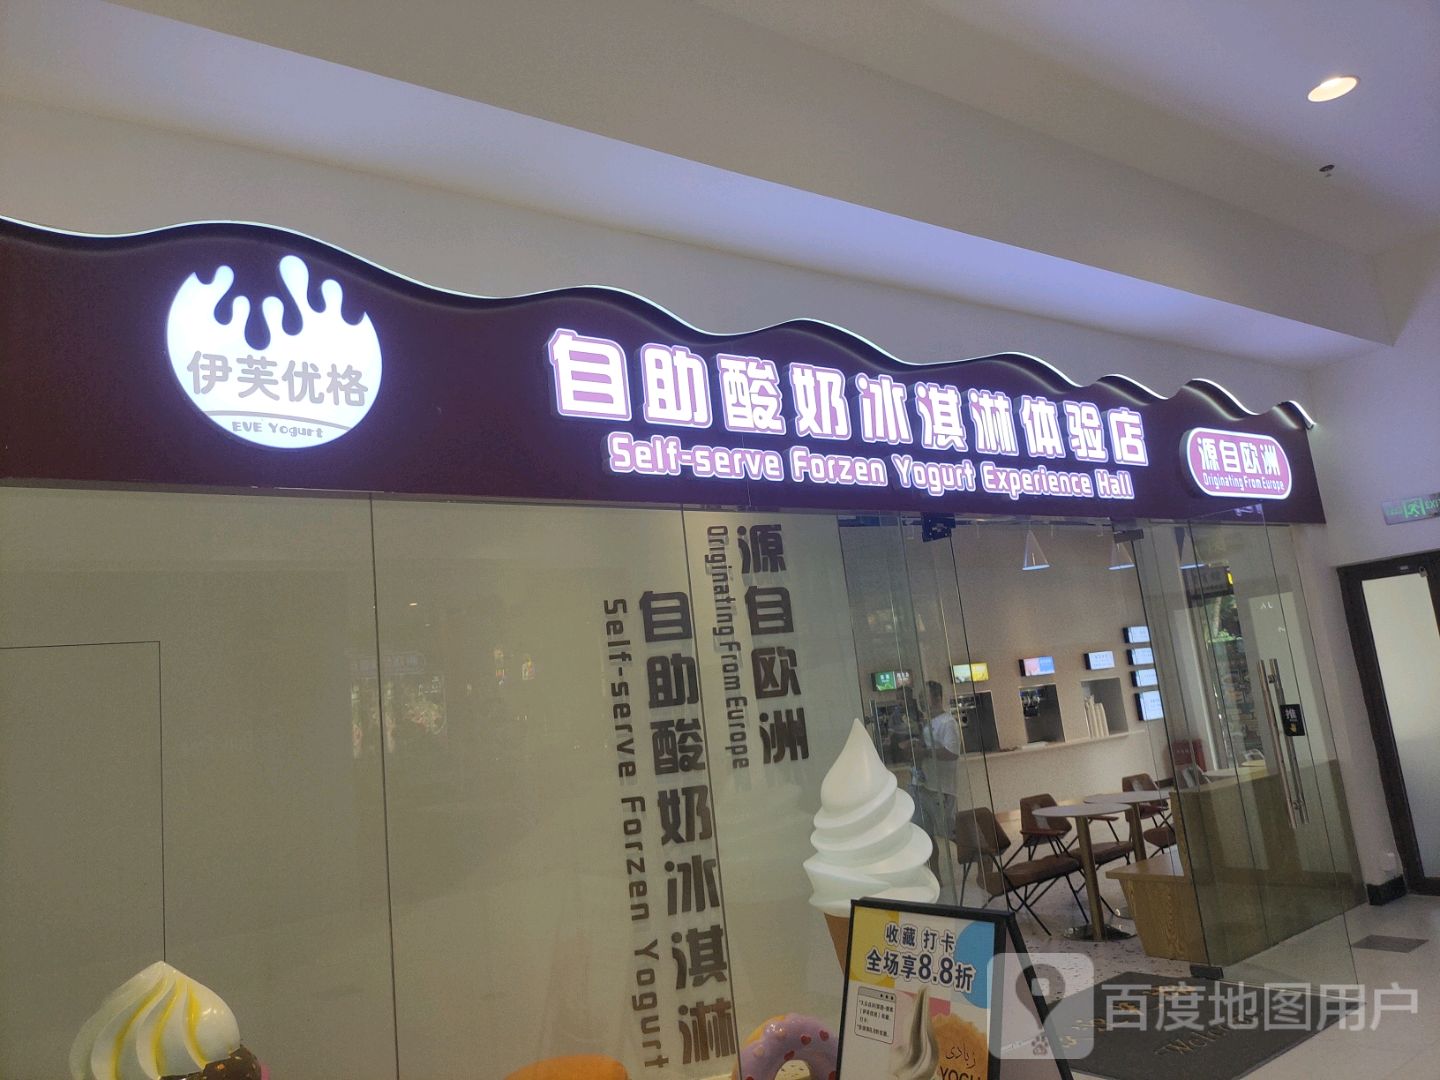 伊芙优格
EVE Yogurt
自助酸奶冰淇淋体验店
Self-serve Forzen Yogurt Experience Hall
源自欧洲
Originating From Europe
源自欧洲
Originating From Europe
自助酸奶冰淇淋
Self-serve Forzen Yogurt
推
收藏 打卡
全场享8.8折
زبادي
YOGU
百度地图用户